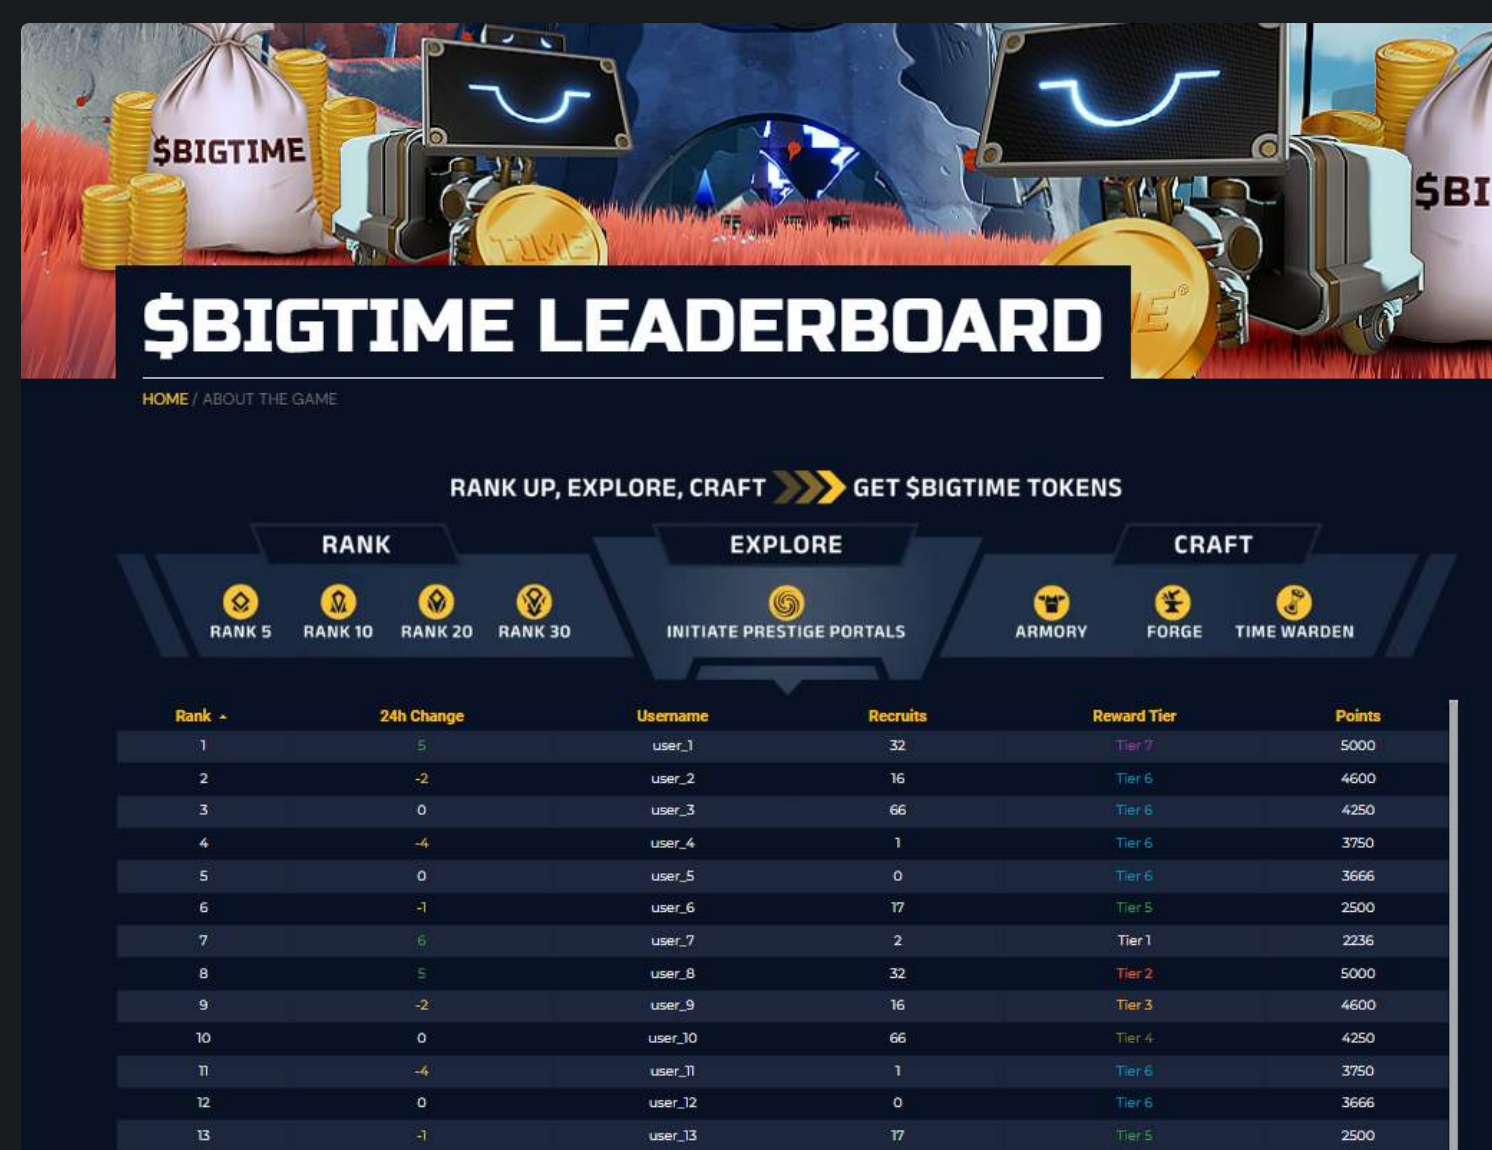 $BIGTIME
TIME
$BI
$BIGTIME LEADERBOARD
HOME / ABOUT THE GAME
RANK UP, EXPLORE, CRAFT GET $BIGTIME TOKENS
RANK EXPLORE CRAFT
RANK 5 RANK 10 RANK 20 RANK 30 INITIATE PRESTIGE PORTALS ARMORY FORGE TIME WARDEN
Rank 24h Change Username Recruits Reward Tier Points
1 5 user_1 32 Tier 7 5000
2 -2 user_2 16 Tier 6 4600
3 0 user_3 66 Tier 6 4250
4 -4 user_4 1 Tier 6 3750
5 0 user_5 0 Tier 6 3666
6 -1 user_6 17 Tier 5 2500
7 6 user_7 2 Tier 1 2236
8 5 user_8 32 Tier 2 5000
9 -2 user_9 16 Tier 3 4600
10 0 user_10 66 Tier 4 4250
11 -4 user_11 1 Tier 6 3750
12 0 user_12 0 Tier 6 3666
13 -1 user_13 17 Tier 5 2500